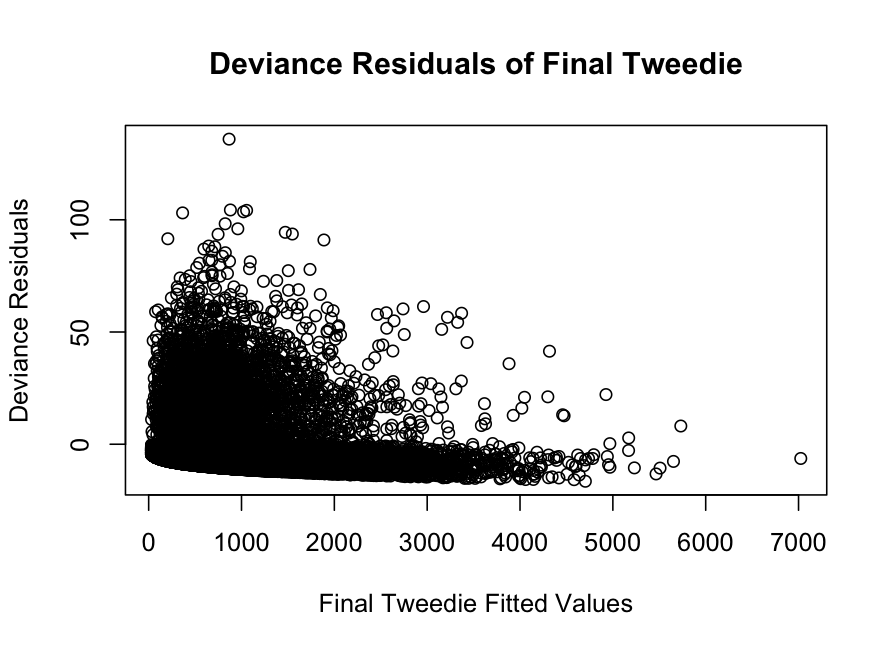 Deviance Residuals of Final Tweedie
Deviance Residuals
100
50
0
0 1000 2000 3000 4000 5000 6000 7000
Final Tweedie Fitted Values